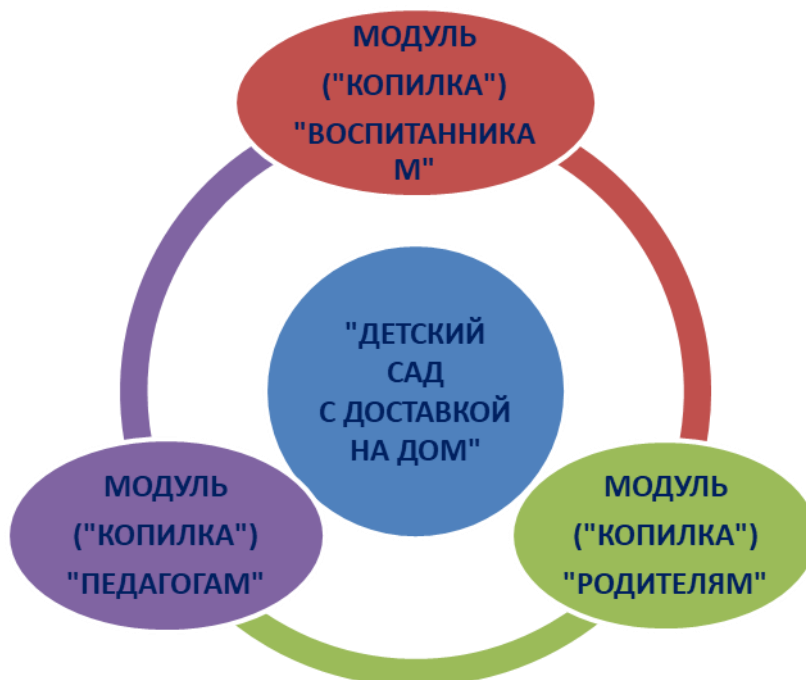 МОДУЛЬ
("КОПИЛКА")
"ВОСПИТАННИКА
М"
"ДЕТСКИЙ
САД
С ДОСТАВКОЙ
НА ДОМ"
МОДУЛЬ
("КОПИЛКА")
"ПЕДАГОГАМ"
МОДУЛЬ
("КОПИЛКА")
"РОДИТЕЛЯМ"